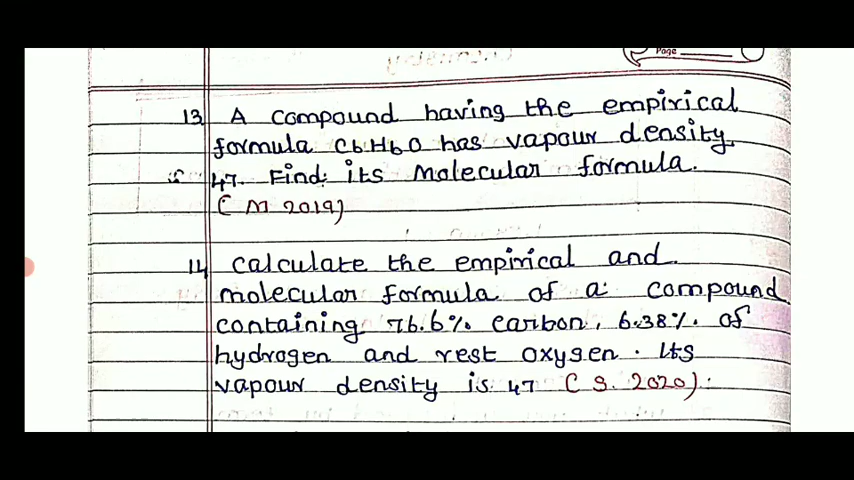 Page
13 A compound having the empirical
formula C6H6O has vapour density
47. Find its Molecular formula.
( M 2019)
14 calculate the empirical and
molecular formula of a compound
containing 76.6% carbon, 6.38% of
hydrogen and rest oxygen. Its
vapour density is 47 ( S. 2020).